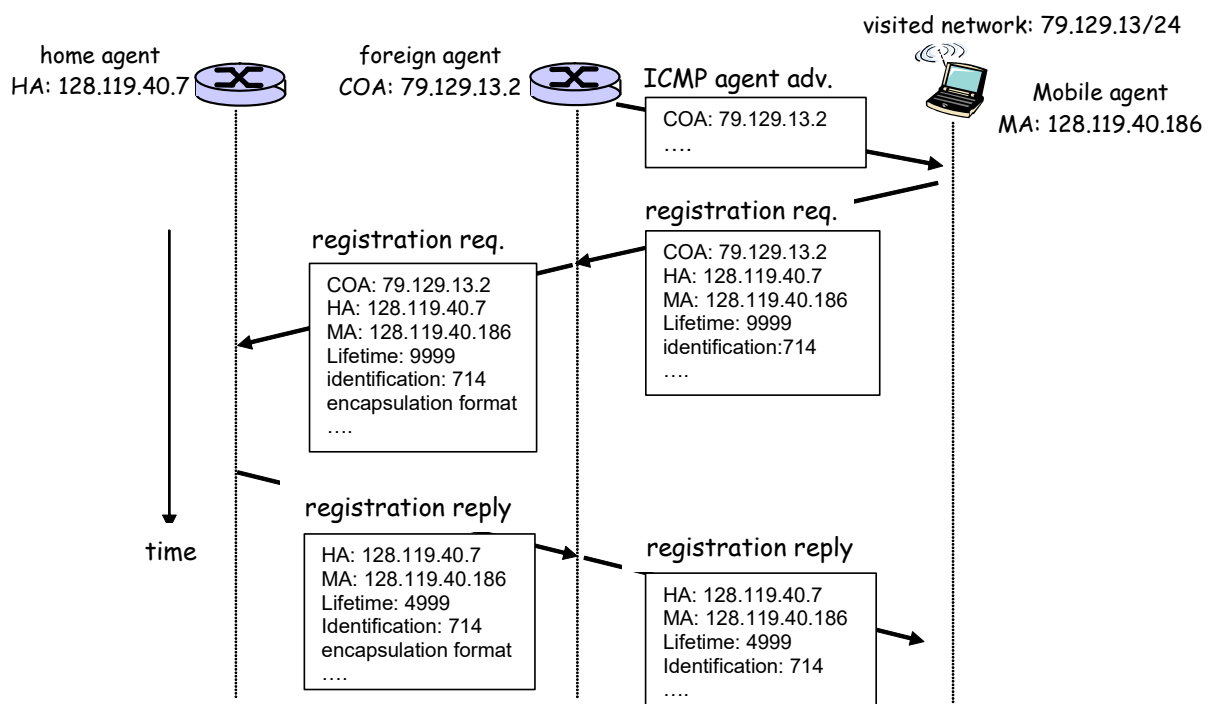 visited network: 79.129.13/24
home agent
HA: 128.119.40.7
foreign agent
COA: 79.129.13.2
ICMP agent adv.
COA: 79.129.13.2
….
Mobile agent
MA: 128.119.40.186
registration req.
COA: 79.129.13.2
HA: 128.119.40.7
MA: 128.119.40.186
Lifetime: 9999
identification:714
….
registration req.
COA: 79.129.13.2
HA: 128.119.40.7
MA: 128.119.40.186
Lifetime: 9999
identification: 714
encapsulation format
….
time
registration reply
HA: 128.119.40.7
MA: 128.119.40.186
Lifetime: 4999
Identification: 714
encapsulation format
….
registration reply
HA: 128.119.40.7
MA: 128.119.40.186
Lifetime: 4999
Identification: 714
….